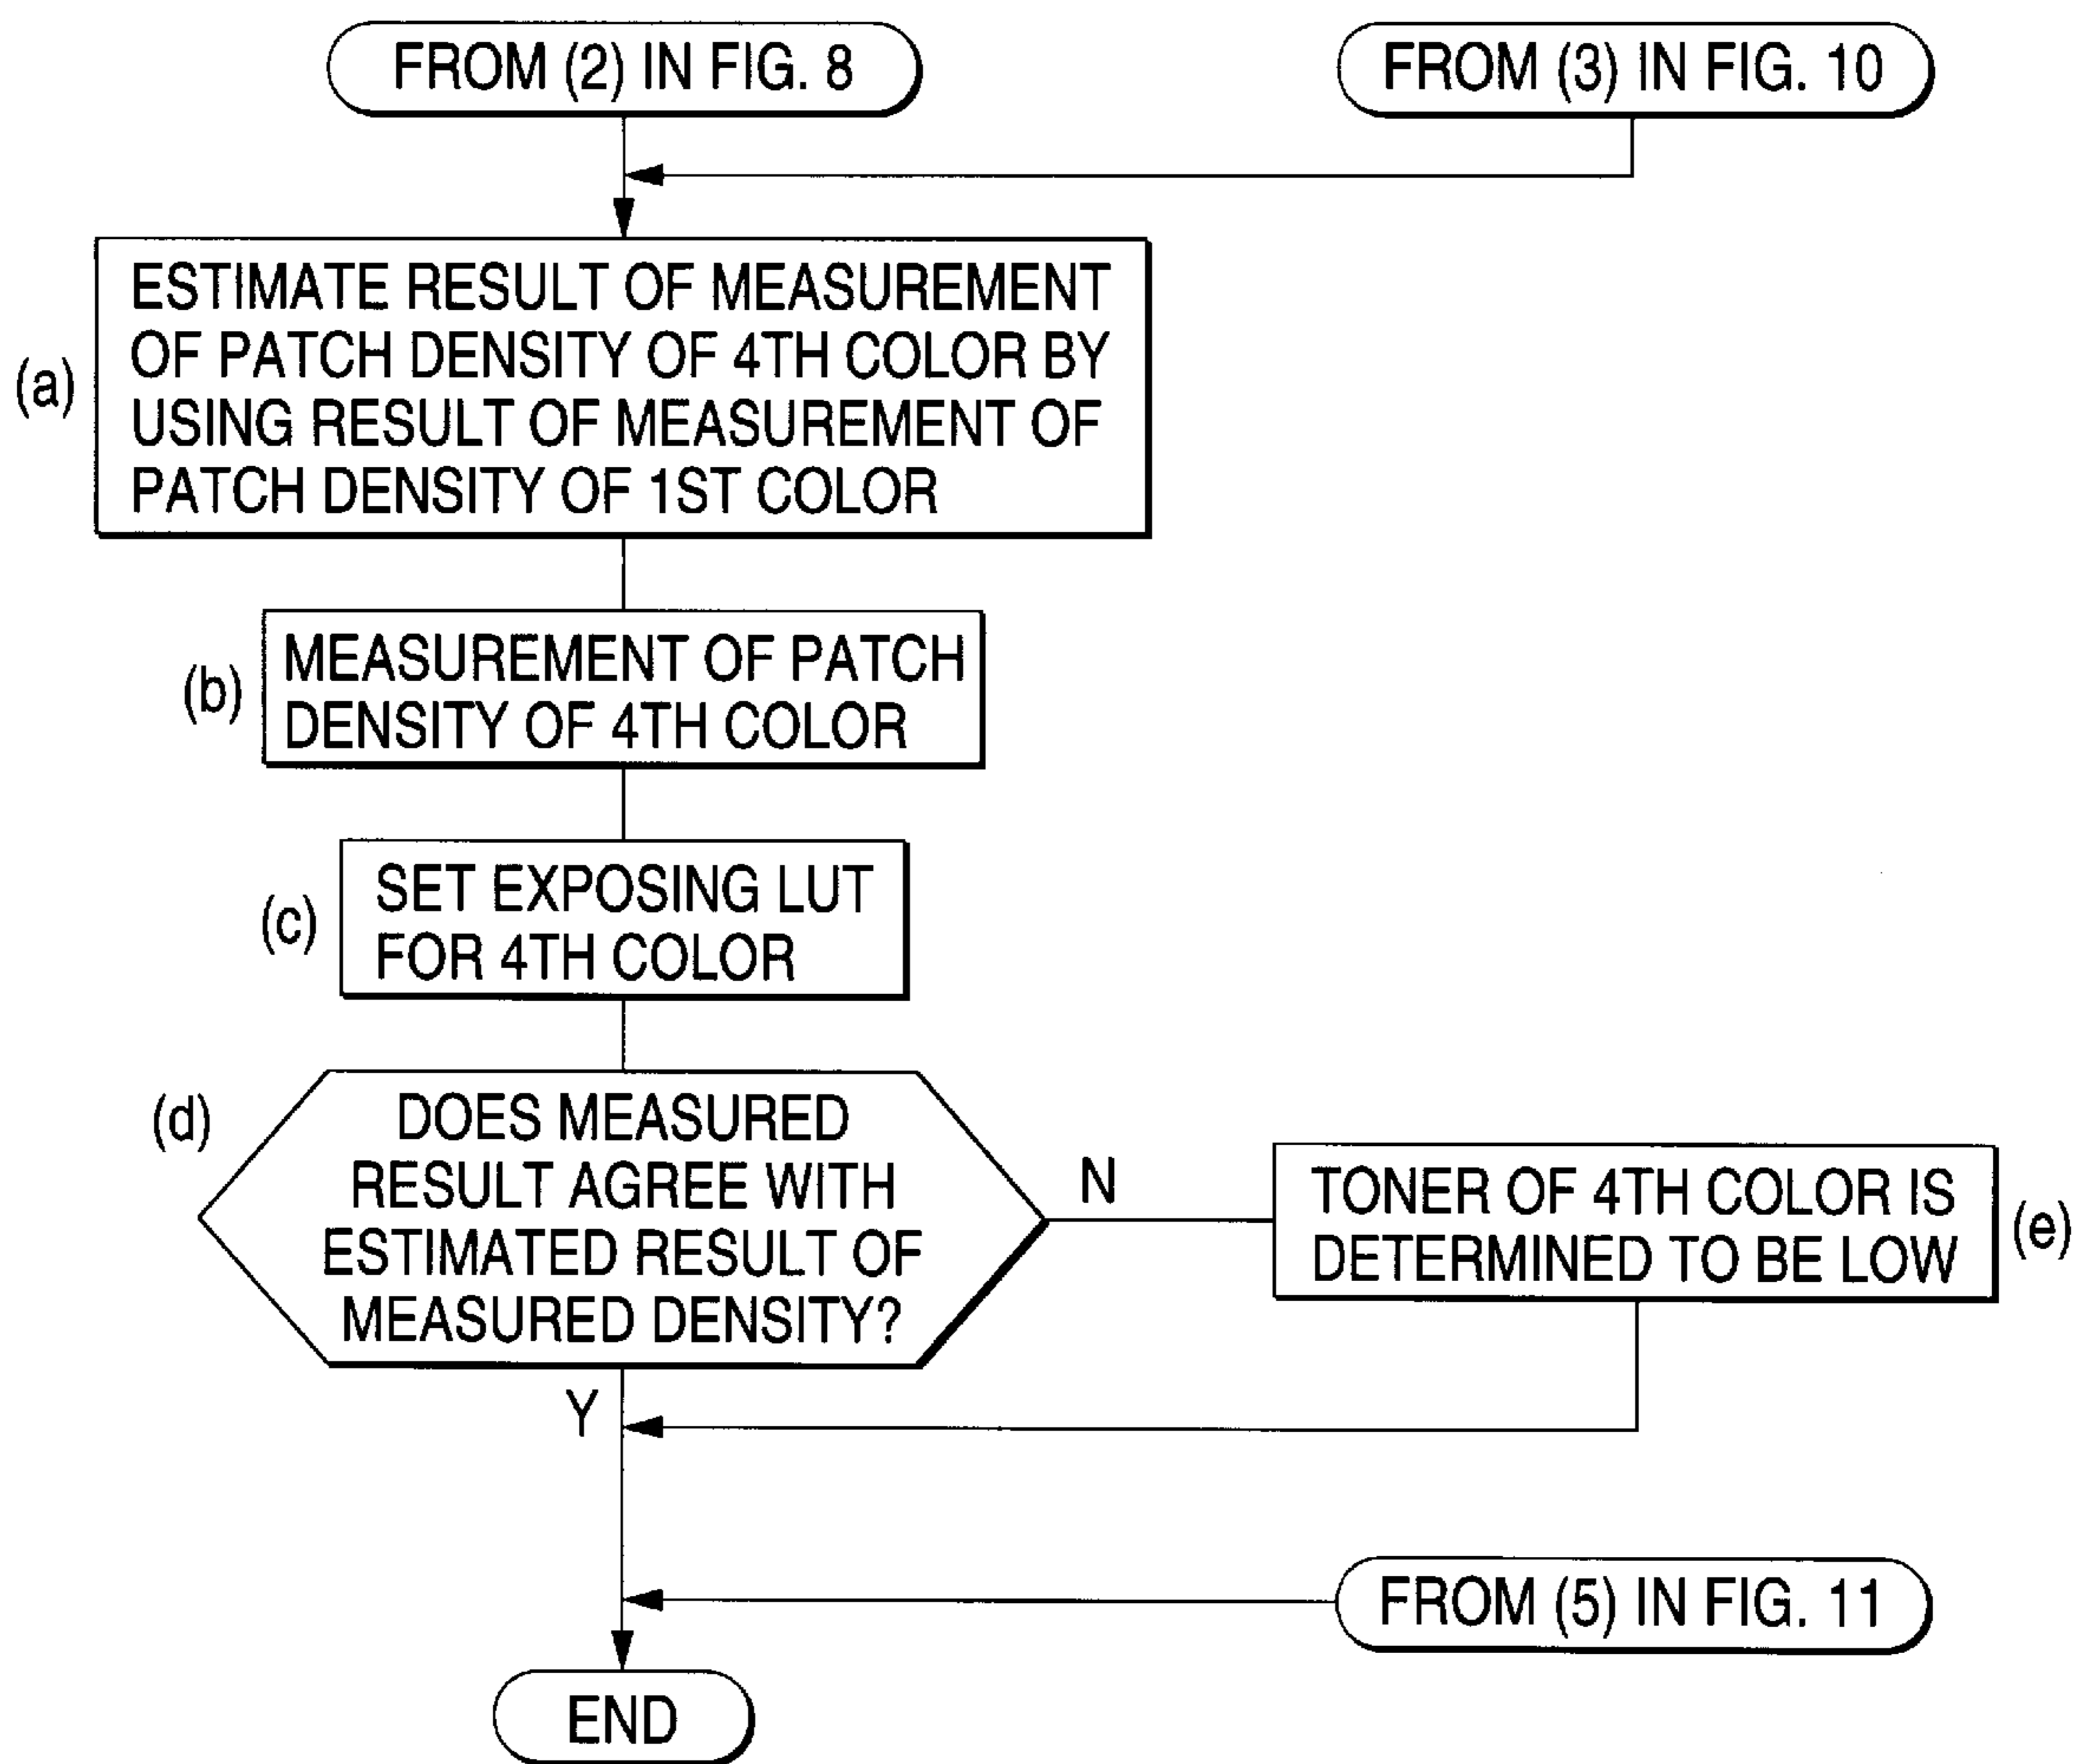 FROM (2) IN FIG. 8
FROM (3) IN FIG. 10
(a)
ESTIMATE RESULT OF MEASUREMENT
OF PATCH DENSITY OF 4TH COLOR BY
USING RESULT OF MEASUREMENT OF
PATCH DENSITY OF 1ST COLOR
(b)
MEASUREMENT OF PATCH
DENSITY OF 4TH COLOR
(c)
SET EXPOSING LUT
FOR 4TH COLOR
(d)
DOES MEASURED
RESULT AGREE WITH
ESTIMATED RESULT OF
MEASURED DENSITY?
N
TONER OF 4TH COLOR IS
DETERMINED TO BE LOW
(e)
Y
FROM (5) IN FIG. 11
END